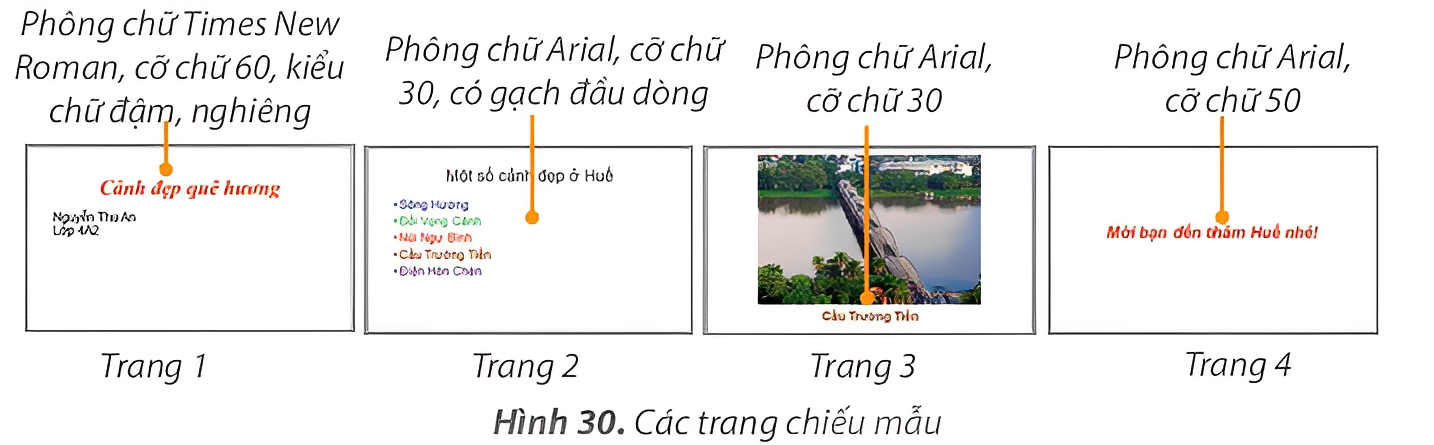 Phông chữ Times New
Roman, cỡ chữ 60, kiểu
chữ đậm, nghiêng
Phông chữ Arial, cỡ chữ
30, có gạch đầu dòng
Phông chữ Arial,
cỡ chữ 30
Phông chữ Arial,
cỡ chữ 50
Cảnh đẹp quê hương
Nguyễn Thu An
Lớp 4A2
Một số cảnh đẹp ở Huế
• Sông Hương
• Đồi Vọng Cảnh
• Núi Ngự Bình
• Cầu Trường Tiền
• Điện Hòn Chén
Cầu Trường Tiền
Mời bạn đến thăm Huế nhé!
Trang 1
Trang 2
Trang 3
Trang 4
Hình 30. Các trang chiếu mẫu